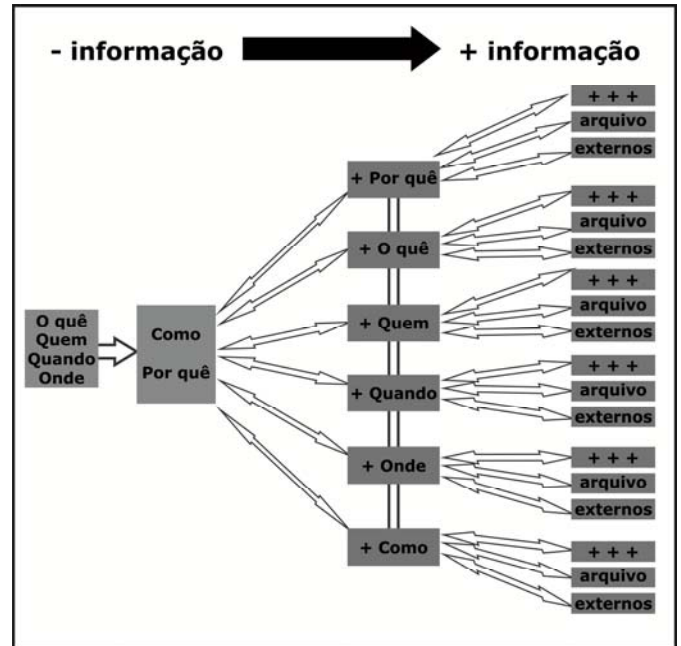 - informação
+ informação
O quê
Quem
Quando
Onde
Como
Por quê
+ Por quê
+ O quê
+ Quem
+ Quando
+ Onde
+ Como
+ + +
arquivo
externos
+ + +
arquivo
externos
+ + +
arquivo
externos
+ + +
arquivo
externos
+ + +
arquivo
externos
+ + +
arquivo
externos